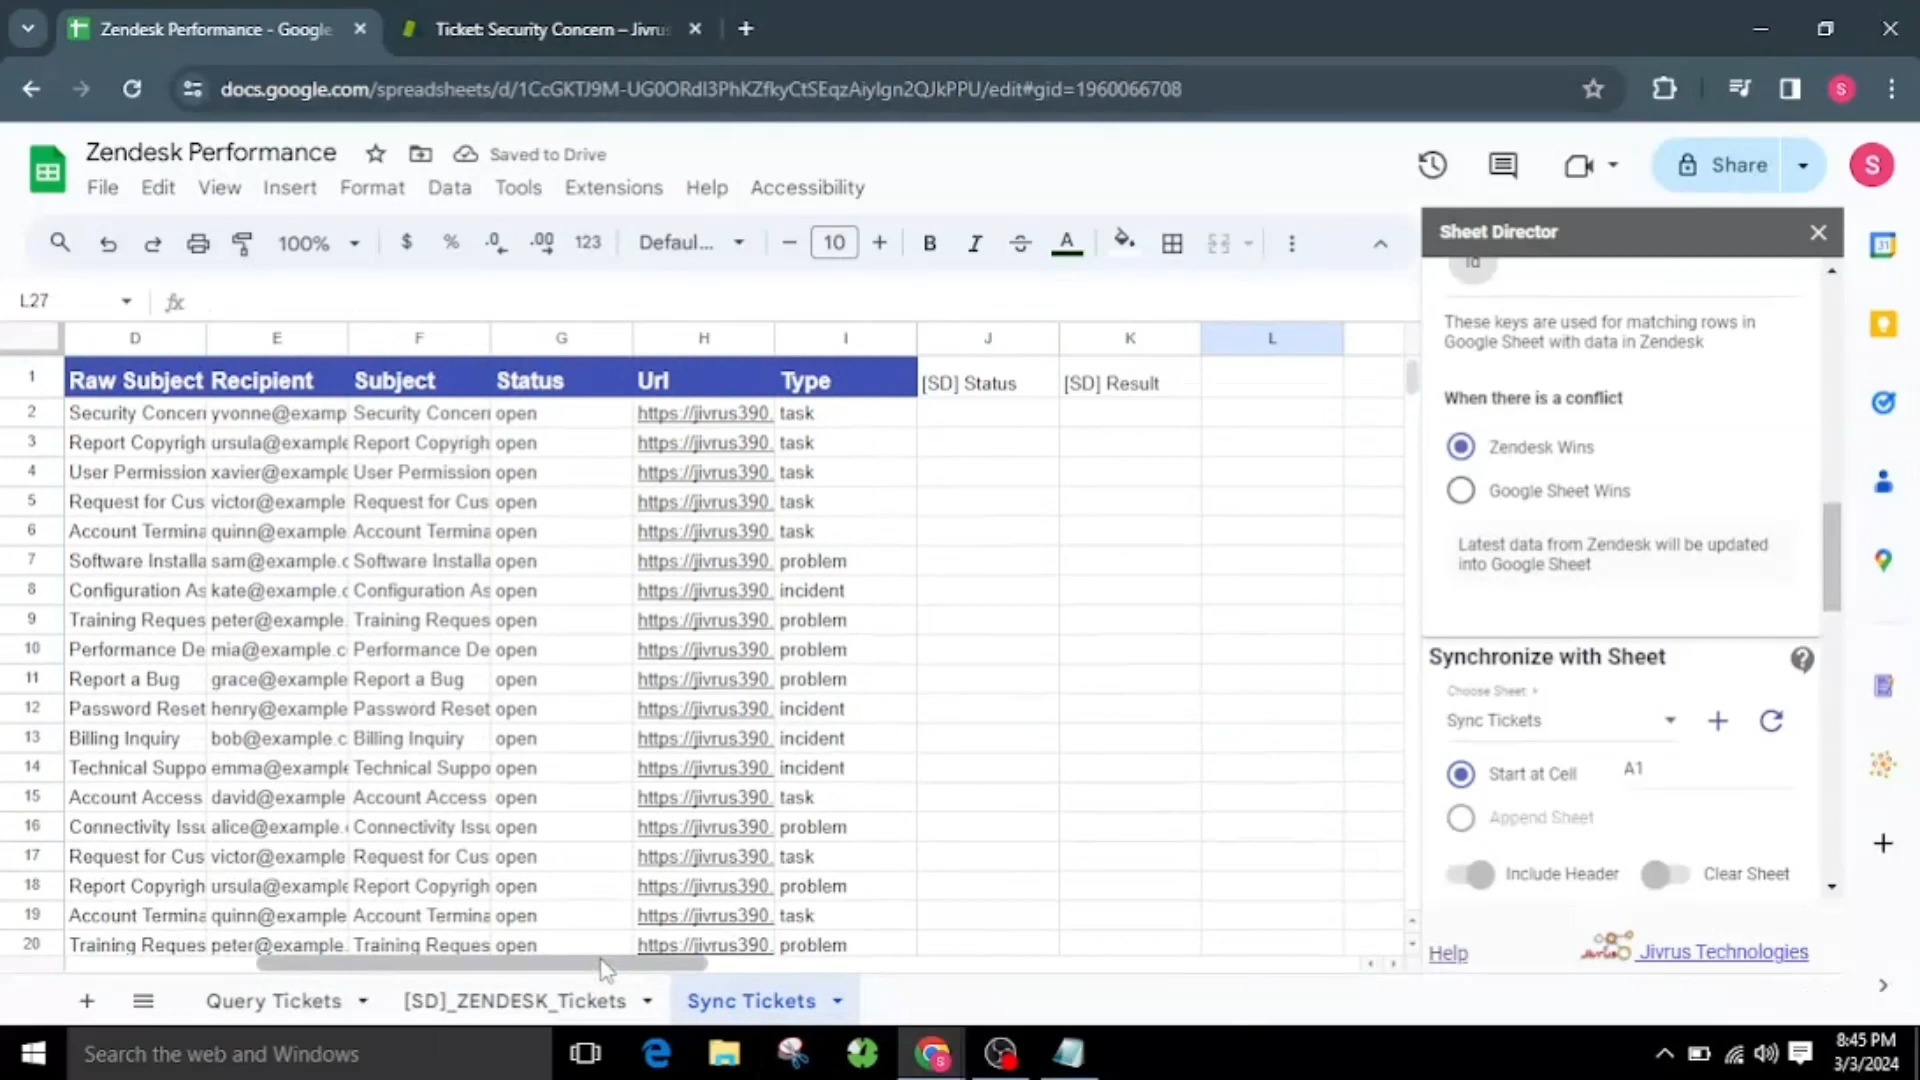 Zendesk Performance - Google
Ticket: Security Concern – Jivrus
docs.google.com/spreadsheets/d/1CcGKTJ9M-UG0ORdI3PhKZfkyCtSEqzAiyIgn2QJkPPU/edit#gid=1960066708
S
Zendesk Performance
Saved to Drive
File Edit View Insert Format Data Tools Extensions Help Accessibility
Share
S
100% $ % .0 .00 123 Defaul... 10 B I A
Sheet Director
31
L27
fx
D E F G H I J K L
1 Raw Subject Recipient Subject Status Url Type [SD] Status [SD] Result
2 Security Concern yvonne@examp Security Concern open https://jivrus390. task
3 Report Copyrigh ursula@example Report Copyrigh open https://jivrus390. task
4 User Permission xavier@example User Permission open https://jivrus390. task
5 Request for Cus victor@example Request for Cus open https://jivrus390. task
6 Account Termina quinn@example Account Termina open https://jivrus390. task
7 Software Installa sam@example.c Software Installa open https://jivrus390. problem
8 Configuration As kate@example.c Configuration As open https://jivrus390. incident
9 Training Reques peter@example. Training Reques open https://jivrus390. problem
10 Performance De mia@example.c Performance De open https://jivrus390. problem
11 Report a Bug grace@example Report a Bug open https://jivrus390. problem
12 Password Reset henry@example Password Reset open https://jivrus390. incident
13 Billing Inquiry bob@example.c Billing Inquiry open https://jivrus390. incident
14 Technical Suppo emma@example Technical Suppo open https://jivrus390. incident
15 Account Access david@example Account Access open https://jivrus390. task
16 Connectivity Issu alice@example. Connectivity Issu open https://jivrus390. problem
17 Request for Cus victor@example Request for Cus open https://jivrus390. task
18 Report Copyrigh ursula@example Report Copyrigh open https://jivrus390. problem
19 Account Termina quinn@example Account Termina open https://jivrus390. task
20 Training Reques peter@example. Training Reques open https://jivrus390. problem
Id
These keys are used for matching rows in
Google Sheet with data in Zendesk
When there is a conflict
Zendesk Wins
Google Sheet Wins
Latest data from Zendesk will be updated
into Google Sheet
Synchronize with Sheet
Choose Sheet *
Sync Tickets
Start at Cell A1
Append Sheet
Include Header Clear Sheet
Help
Jivrus Technologies
Query Tickets [SD]_ZENDESK_Tickets Sync Tickets
Search the web and Windows
8:45 PM
3/3/2024